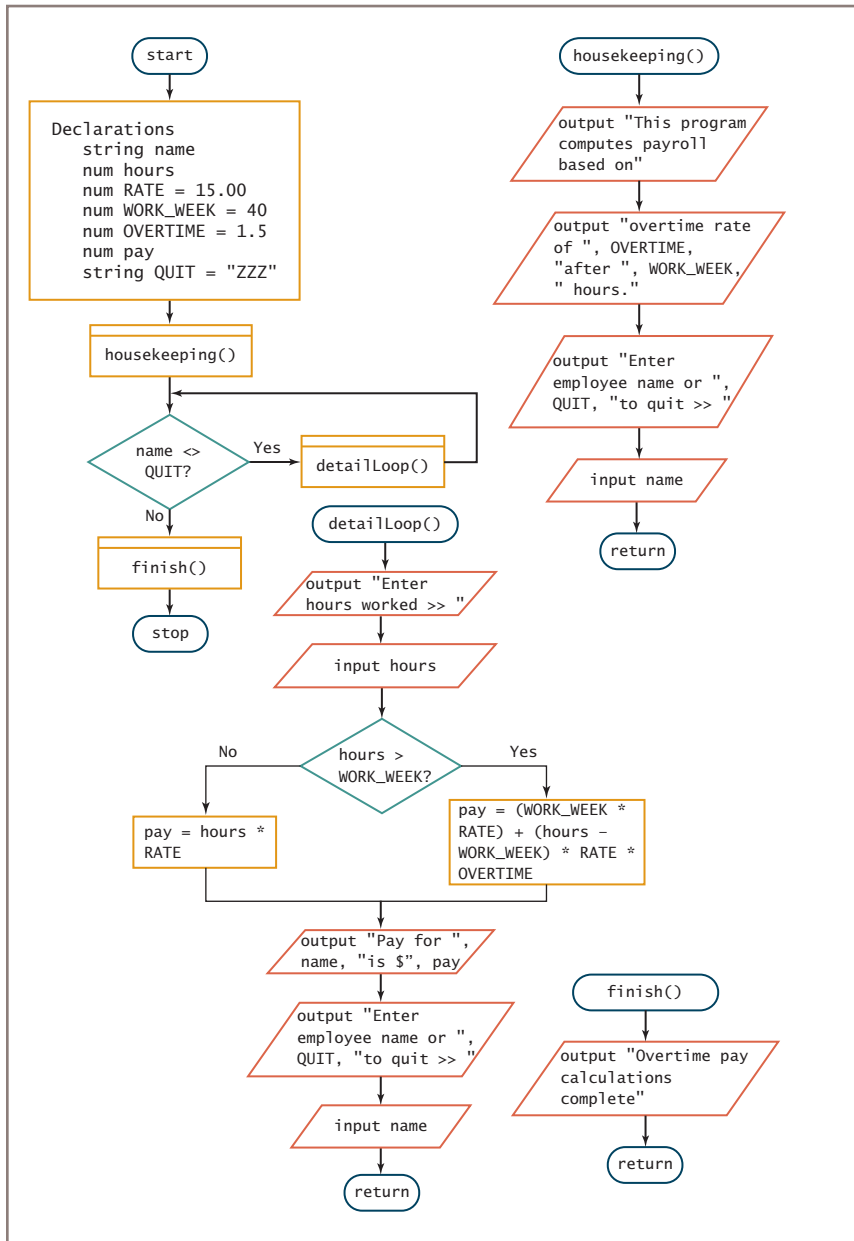 start
Declarations
string name
num hours
num RATE = 15.00
num WORK_WEEK = 40
num OVERTIME = 1.5
num pay
string QUIT = "ZZZ"
housekeeping()
name <>
QUIT?
Yes
detailLoop()
No
finish()
stop
housekeeping()
output "This program
computes payroll
based on"
output "overtime rate
of ", OVERTIME,
"after ", WORK_WEEK,
" hours."
output "Enter
employee name or ",
QUIT, "to quit >> "
input name
return
detailLoop()
output "Enter
hours worked >> "
input hours
hours >
WORK_WEEK?
No
Yes
pay = hours *
RATE
pay = (WORK_WEEK *
RATE) + (hours –
WORK_WEEK) * RATE *
OVERTIME
output "Pay for ",
name, "is $”, pay
output "Enter
employee name or ",
QUIT, "to quit >> "
input name
return
finish()
output "Overtime pay
calculations
complete"
return